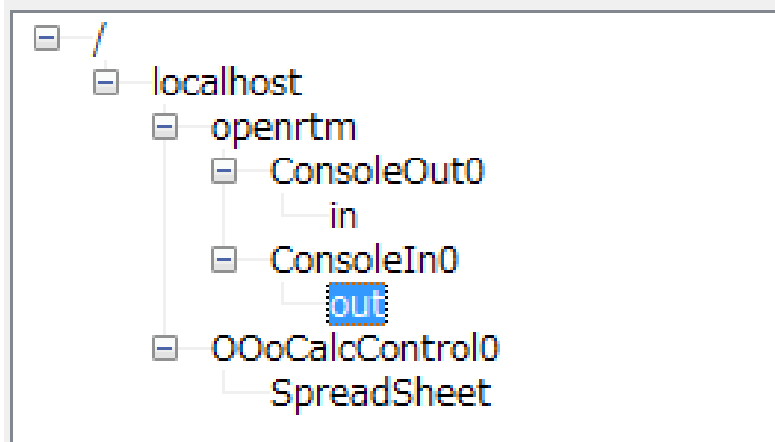 /
localhost
openrtm
ConsoleOut0
in
ConsoleIn0
out
OOoCalcControl0
SpreadSheet